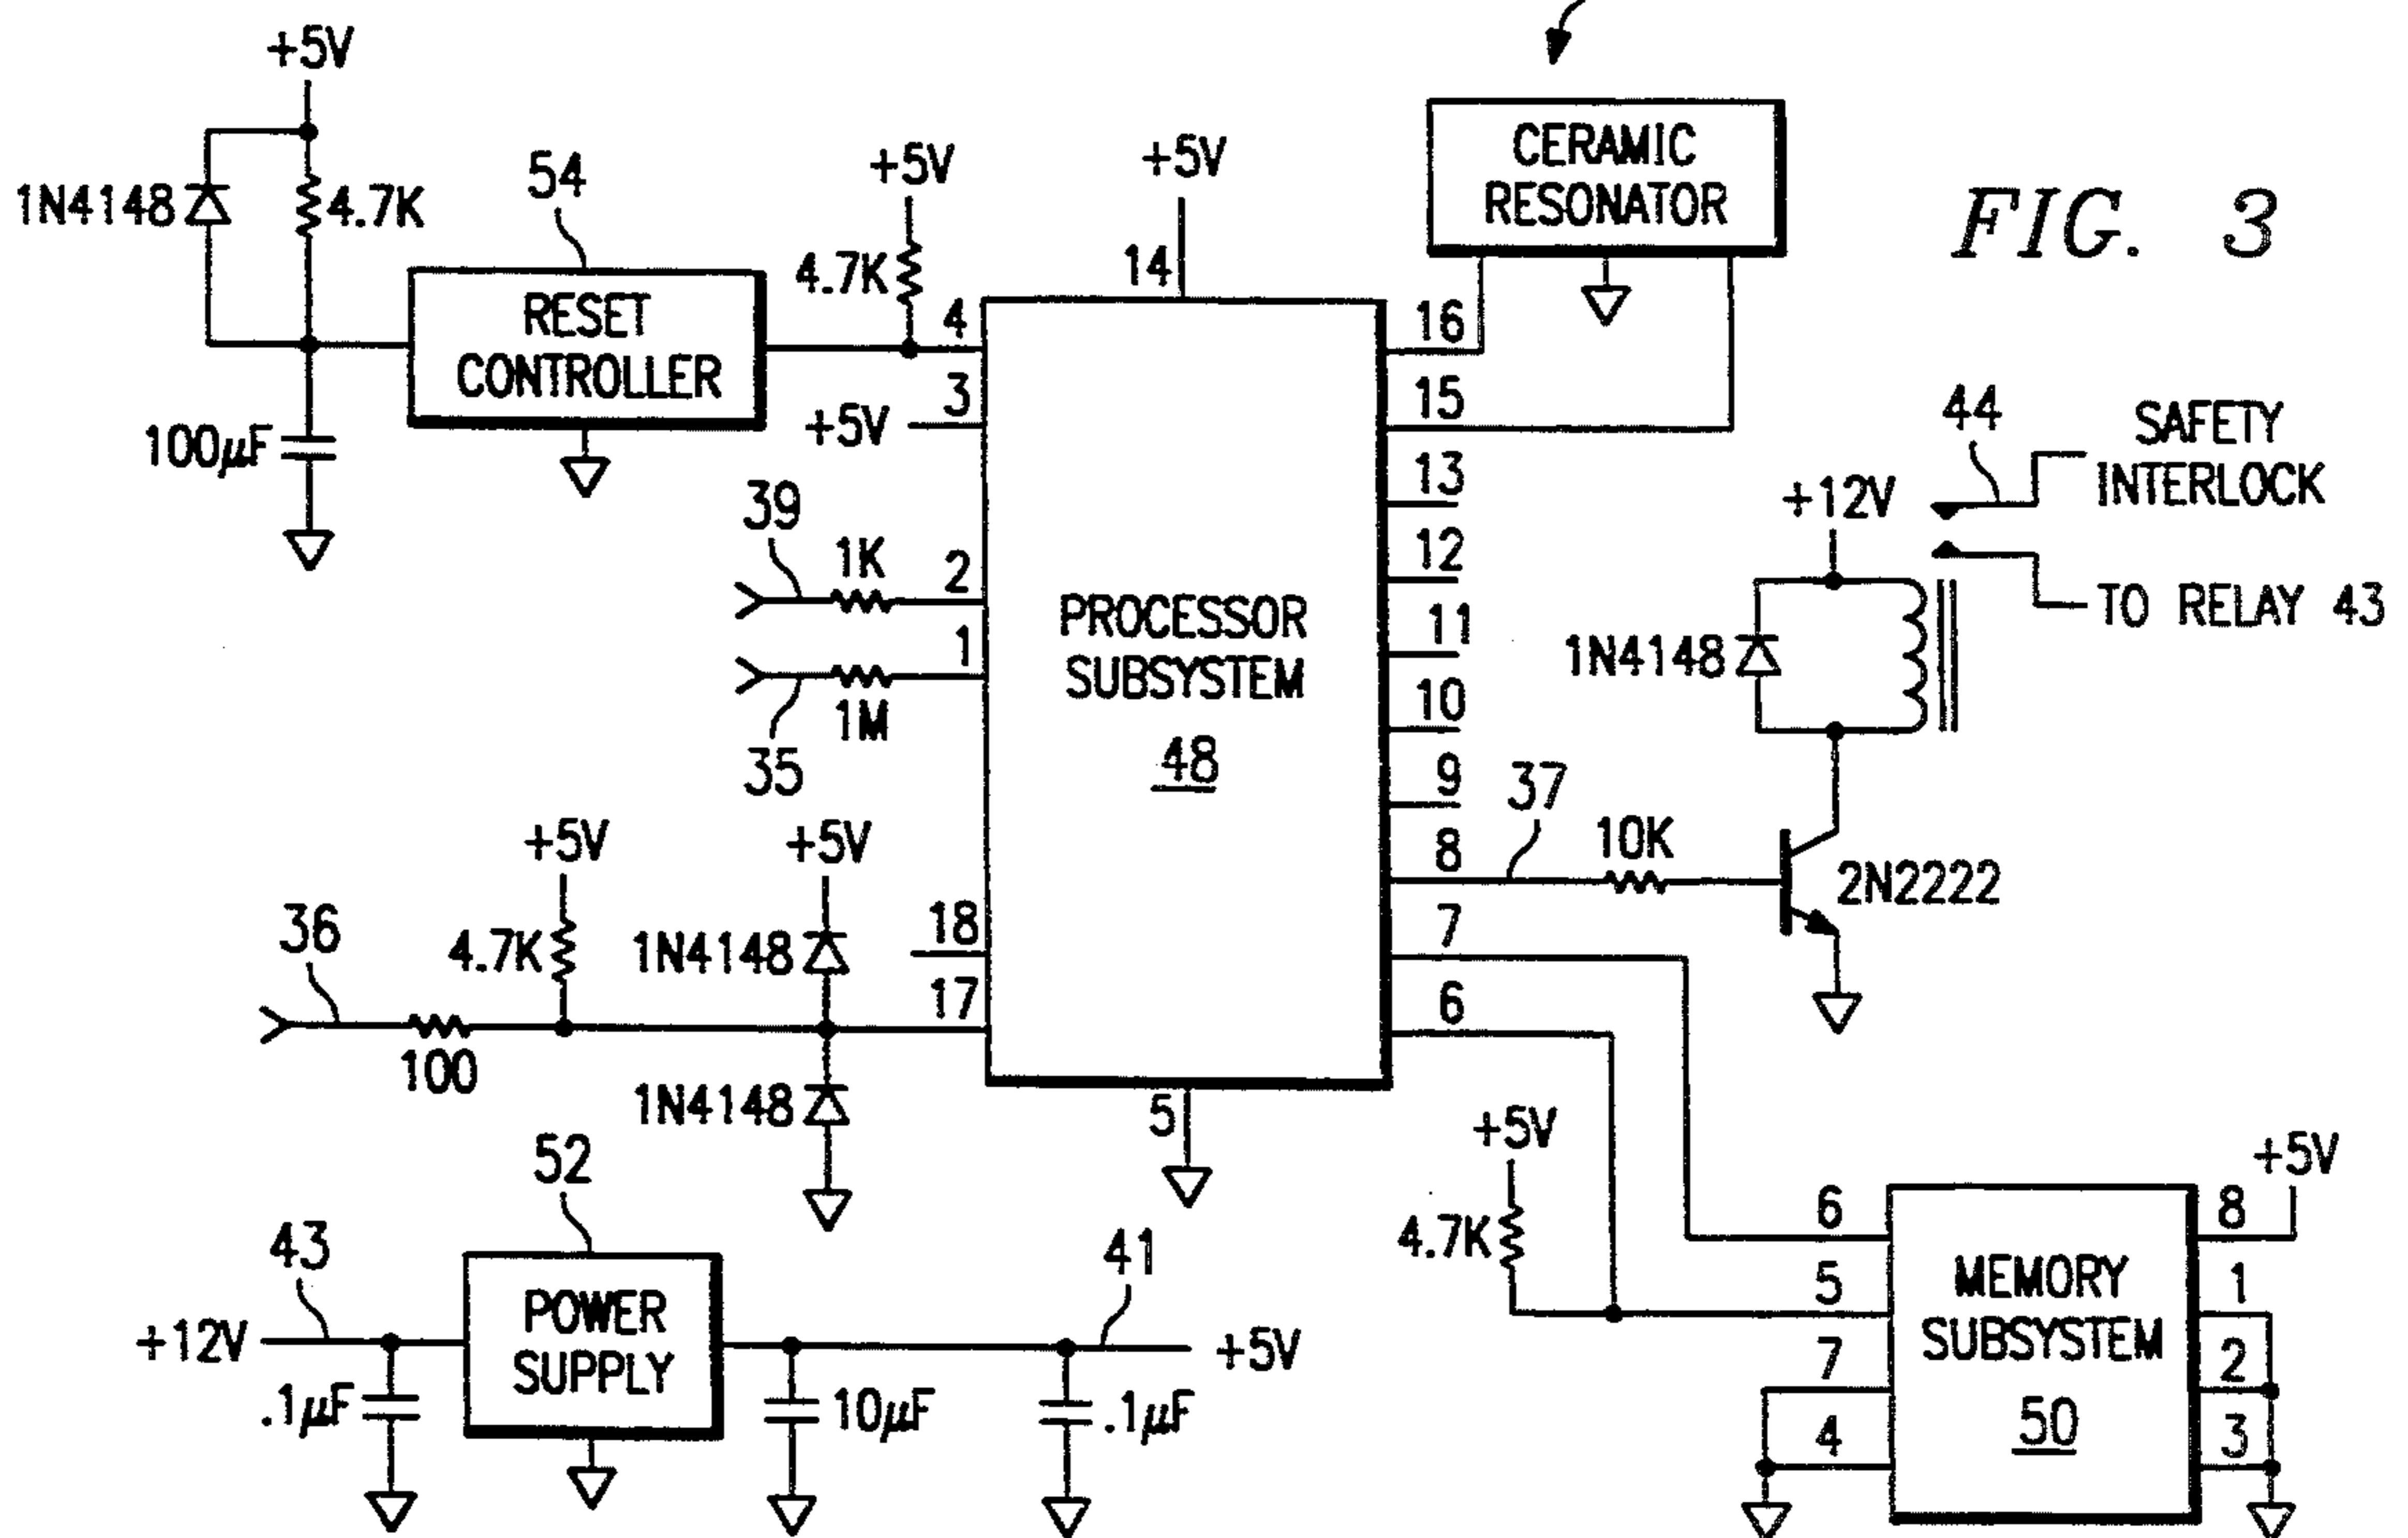 FIG. 3
+5V
1N4148
4.7K
100µF
54
RESET
CONTROLLER
+5V
4.7K
4
3
+5V
39
1K
2
1
1M
35
+5V
14
PROCESSOR
SUBSYSTEM
48
CERAMIC
RESONATOR
16
15
13
12
11
10
9
8
7
6
37
10K
2N2222
+12V
1N4148
44
SAFETY
INTERLOCK
TO RELAY 43
36
100
+5V
4.7K
+5V
1N4148
1N4148
18
17
5
52
43
+12V
.1µF
POWER
SUPPLY
10µF
41
.1µF
+5V
+5V
4.7K
6
5
7
4
MEMORY
SUBSYSTEM
50
+5V
8
1
2
3